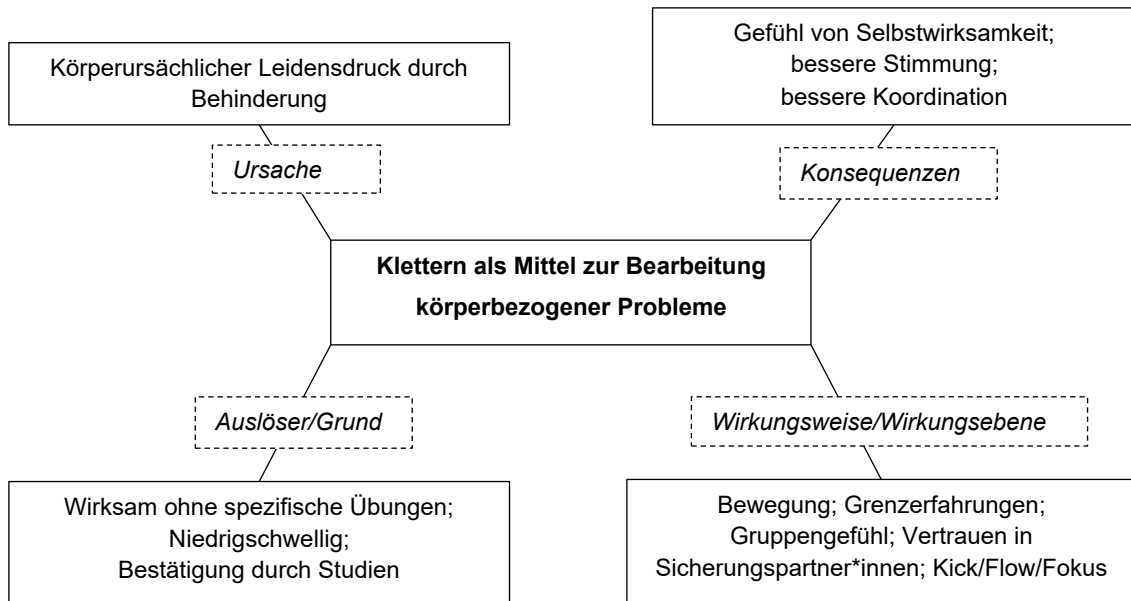 Körperursächlicher Leidensdruck durch
Behinderung
Gefühl von Selbstwirksamkeit;
bessere Stimmung;
bessere Koordination
Ursache
Konsequenzen
Klettern als Mittel zur Bearbeitung
körperbezogener Probleme
Auslöser/Grund
Wirkungsweise/Wirkungsebene
Wirksam ohne spezifische Übungen;
Niedrigschwellig;
Bestätigung durch Studien
Bewegung; Grenzerfahrungen;
Gruppengefühl; Vertrauen in
Sicherungspartner*innen; Kick/Flow/Fokus